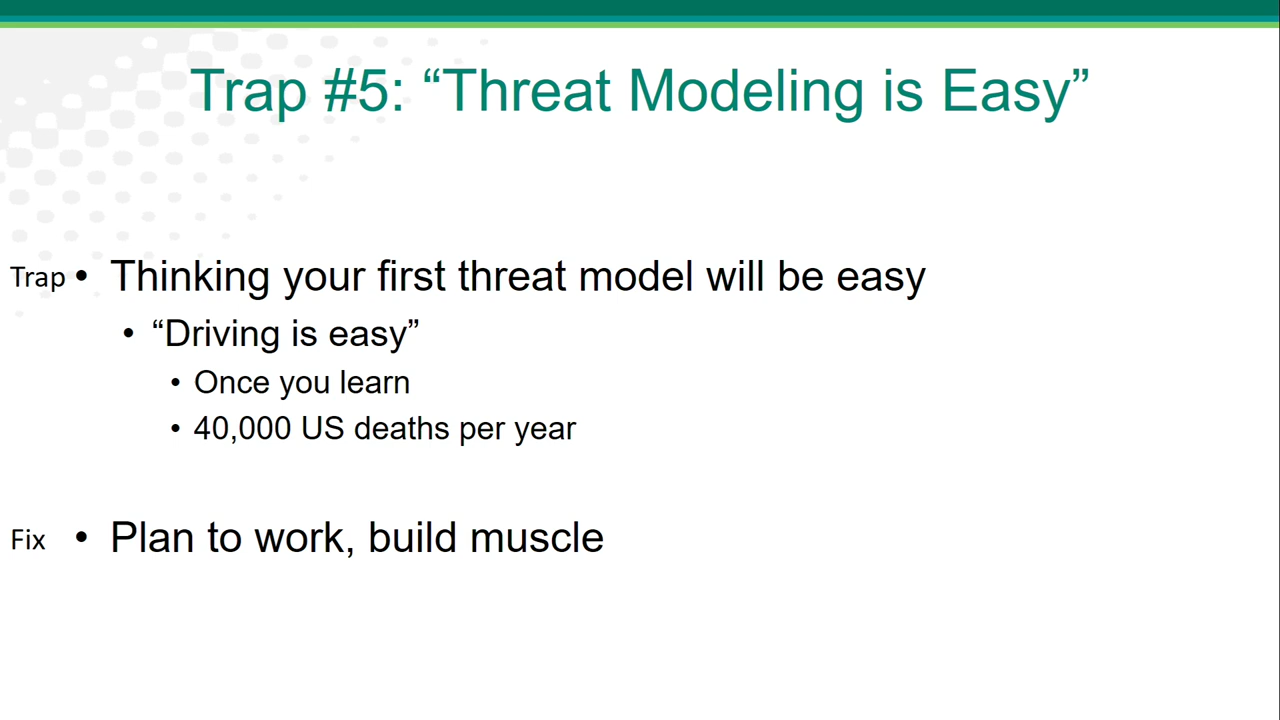 Trap #5: “Threat Modeling is Easy”
Trap • Thinking your first threat model will be easy
• “Driving is easy”
• Once you learn
• 40,000 US deaths per year
Fix • Plan to work, build muscle